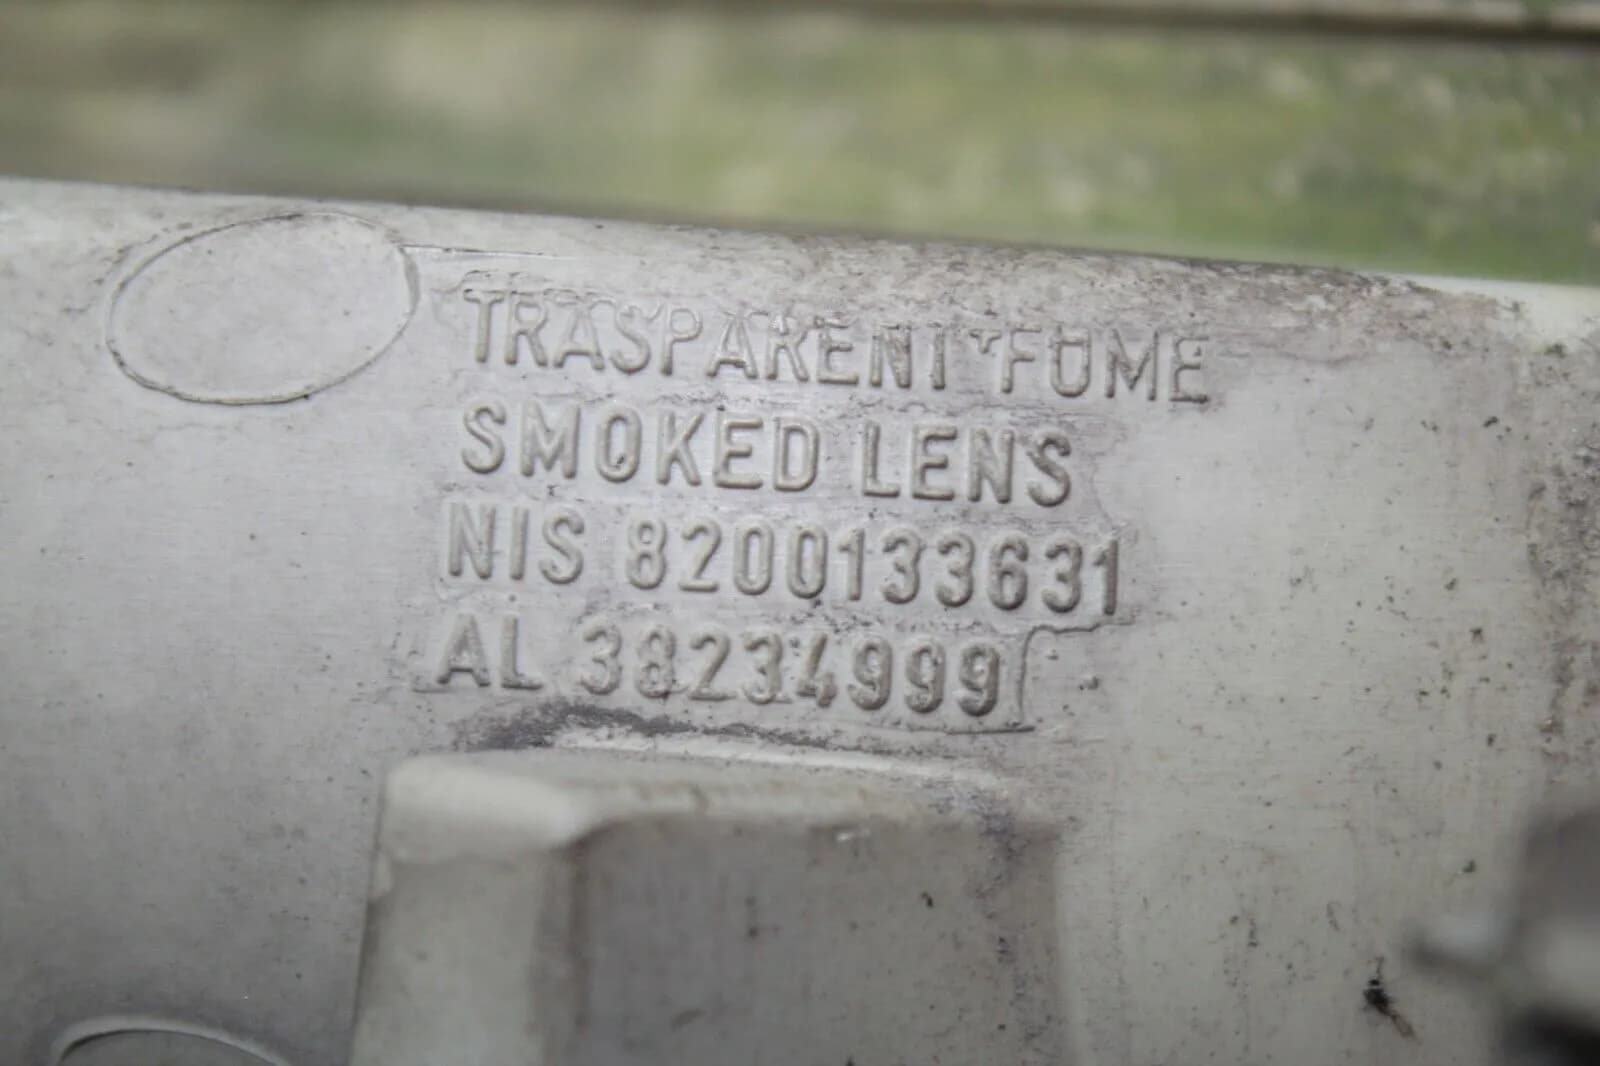 TRASPARENT+FUME
SMOKED LENS
NIS 8200133631
AL 38234999